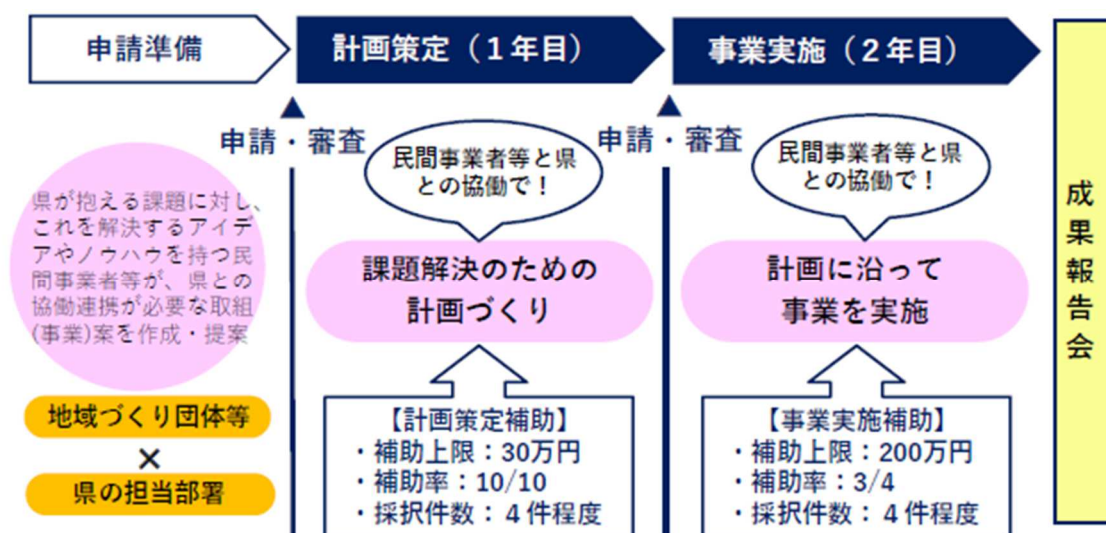 申請準備
計画策定（１年目）
事業実施（２年目）
申請・審査
申請・審査
民間事業者等と県
との協働で！
民間事業者等と県
との協働で！
県が抱える課題に対し、
これを解決するアイデ
アやノウハウを持つ民
間事業者等が、県との
協働連携が必要な取組
(事業)案を作成・提案
地域づくり団体等
×
県の担当部署
課題解決のための
計画づくり
【計画策定補助】
・補助上限：30万円
・補助率：10/10
・採択件数：４件程度
計画に沿って
事業を実施
【事業実施補助】
・補助上限：200万円
・補助率：3/4
・採択件数：４件程度
成果報告会